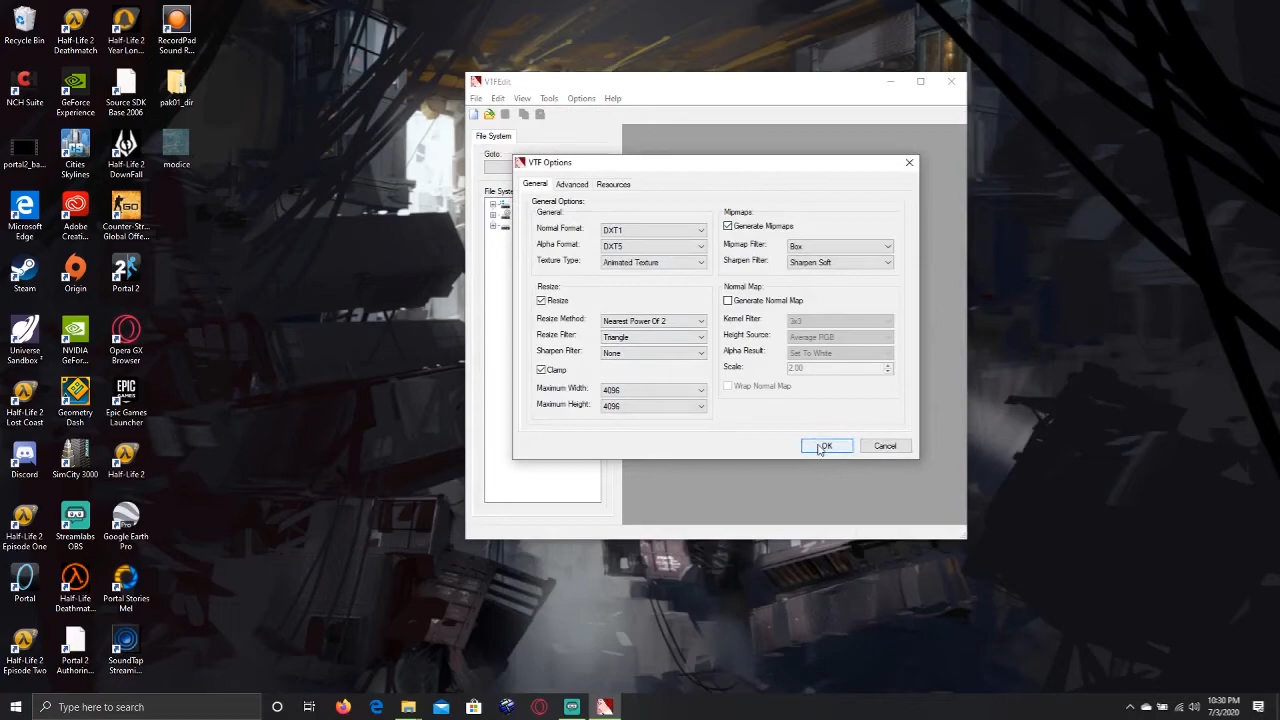 Recycle Bin
Half-Life 2
Deathmatch
Half-Life 2
Year Lon...
RecordPad
Sound R...
NCH Suite
GeForce
Experience
Source SDK
Base 2006
pak01_dir
portal2_ba...
Cities
Skylines
Half-Life 2
DownFall
modice
Microsoft
Edge
Adobe
Creati...
Counter-Str...
Global Offe...
Steam
Origin
Portal 2
Universe
Sandbox ²
NVIDIA
GeFor...
Opera GX
Browser
Half-Life 2
Lost Coast
Geometry
Dash
Epic Games
Launcher
Discord
SimCity 3000
Half-Life 2
Half-Life 2
Episode One
Streamlabs
OBS
Google Earth
Pro
Portal
Half-Life
Deathmat...
Portal Stories
Mel
Half-Life 2
Episode Two
Portal 2
Authorin...
SoundTap
Streami...
VTFEdit
File Edit View Tools Options Help
File System
Goto:
File Syste
VTF Options
General Advanced Resources
General Options:
General:
Normal Format: DXT1
Alpha Format: DXT5
Texture Type: Animated Texture
Resize:
Resize
Resize Method: Nearest Power Of 2
Resize Filter: Triangle
Sharpen Filter: None
Clamp
Maximum Width: 4096
Maximum Height: 4096
Mipmaps:
Generate Mipmaps
Mipmap Filter: Box
Sharpen Filter: Sharpen Soft
Normal Map:
Generate Normal Map
Kernel Filter: 3x3
Height Source: Average RGB
Alpha Result: Set To White
Scale: 2.00
Wrap Normal Map
OK Cancel
Type here to search
10:30 PM
7/3/2020